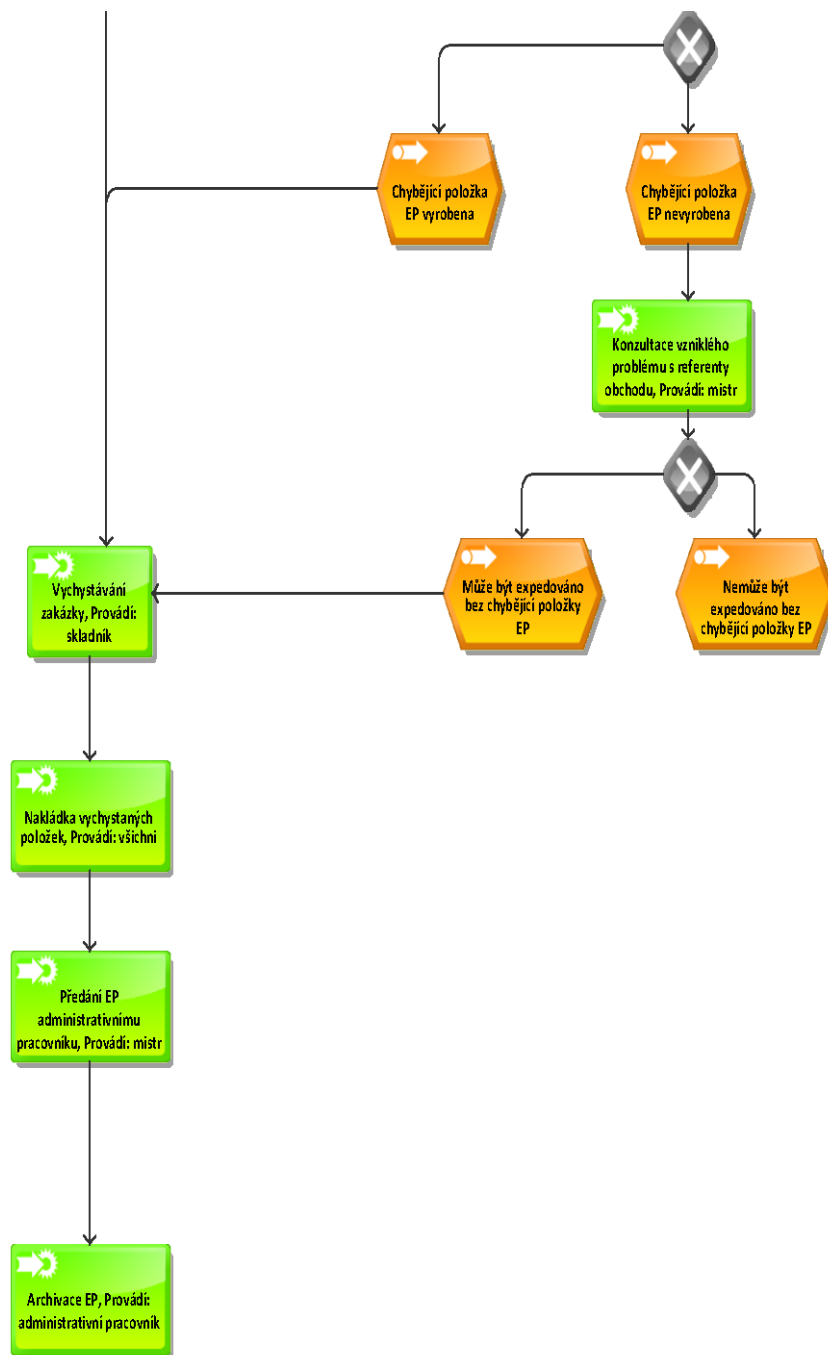 Chybějící položka
EP vyrobena
Chybějící položka
EP nevyrobena
Konzultace vzniklého
problému s referenty
obchodu, Provádí: mistr
Vychystávání
zakázky, Provádí:
skladník
Může být expedováno
bez chybějící položky
EP
Nemůže být
expedováno bez
chybějící položky EP
Nakládka vychystaných
položek, Provádí: všichni
Předání EP
administrativnímu
pracovníku, Provádí: mistr
Archivace EP, Provádí:
administrativní pracovník